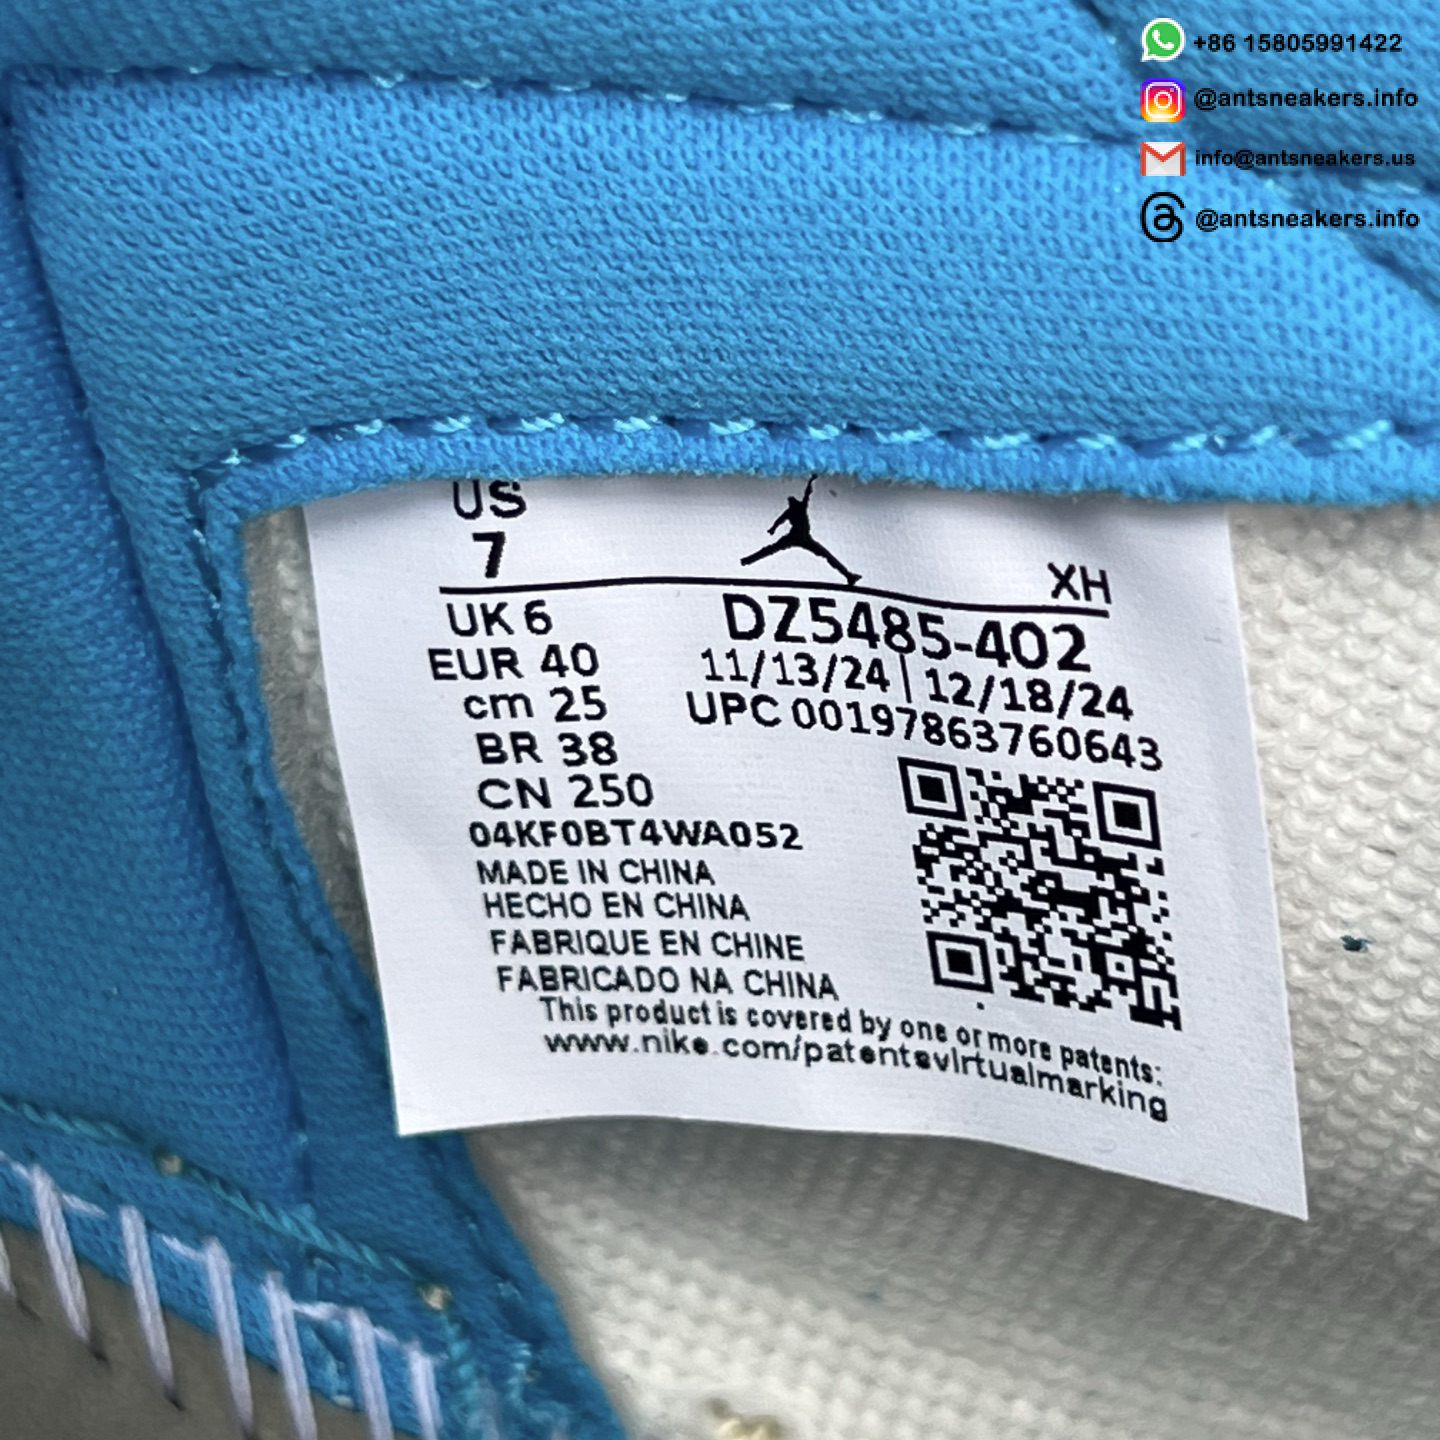 +86 15805991422
@antsneakers.info
info@antsneakers.us
@antsneakers.info
US
7
XH
UK 6
EUR 40
cm 25
BR 38
CN 250
DZ5485-402
11/13/24 | 12/18/24
UPC 00197863760643
04KF0BT4WA052
MADE IN CHINA
HECHO EN CHINA
FABRIQUE EN CHINE
FABRICADO NA CHINA
This product is covered by one or more patents:
www.nike.com/patentsvirtualmarking